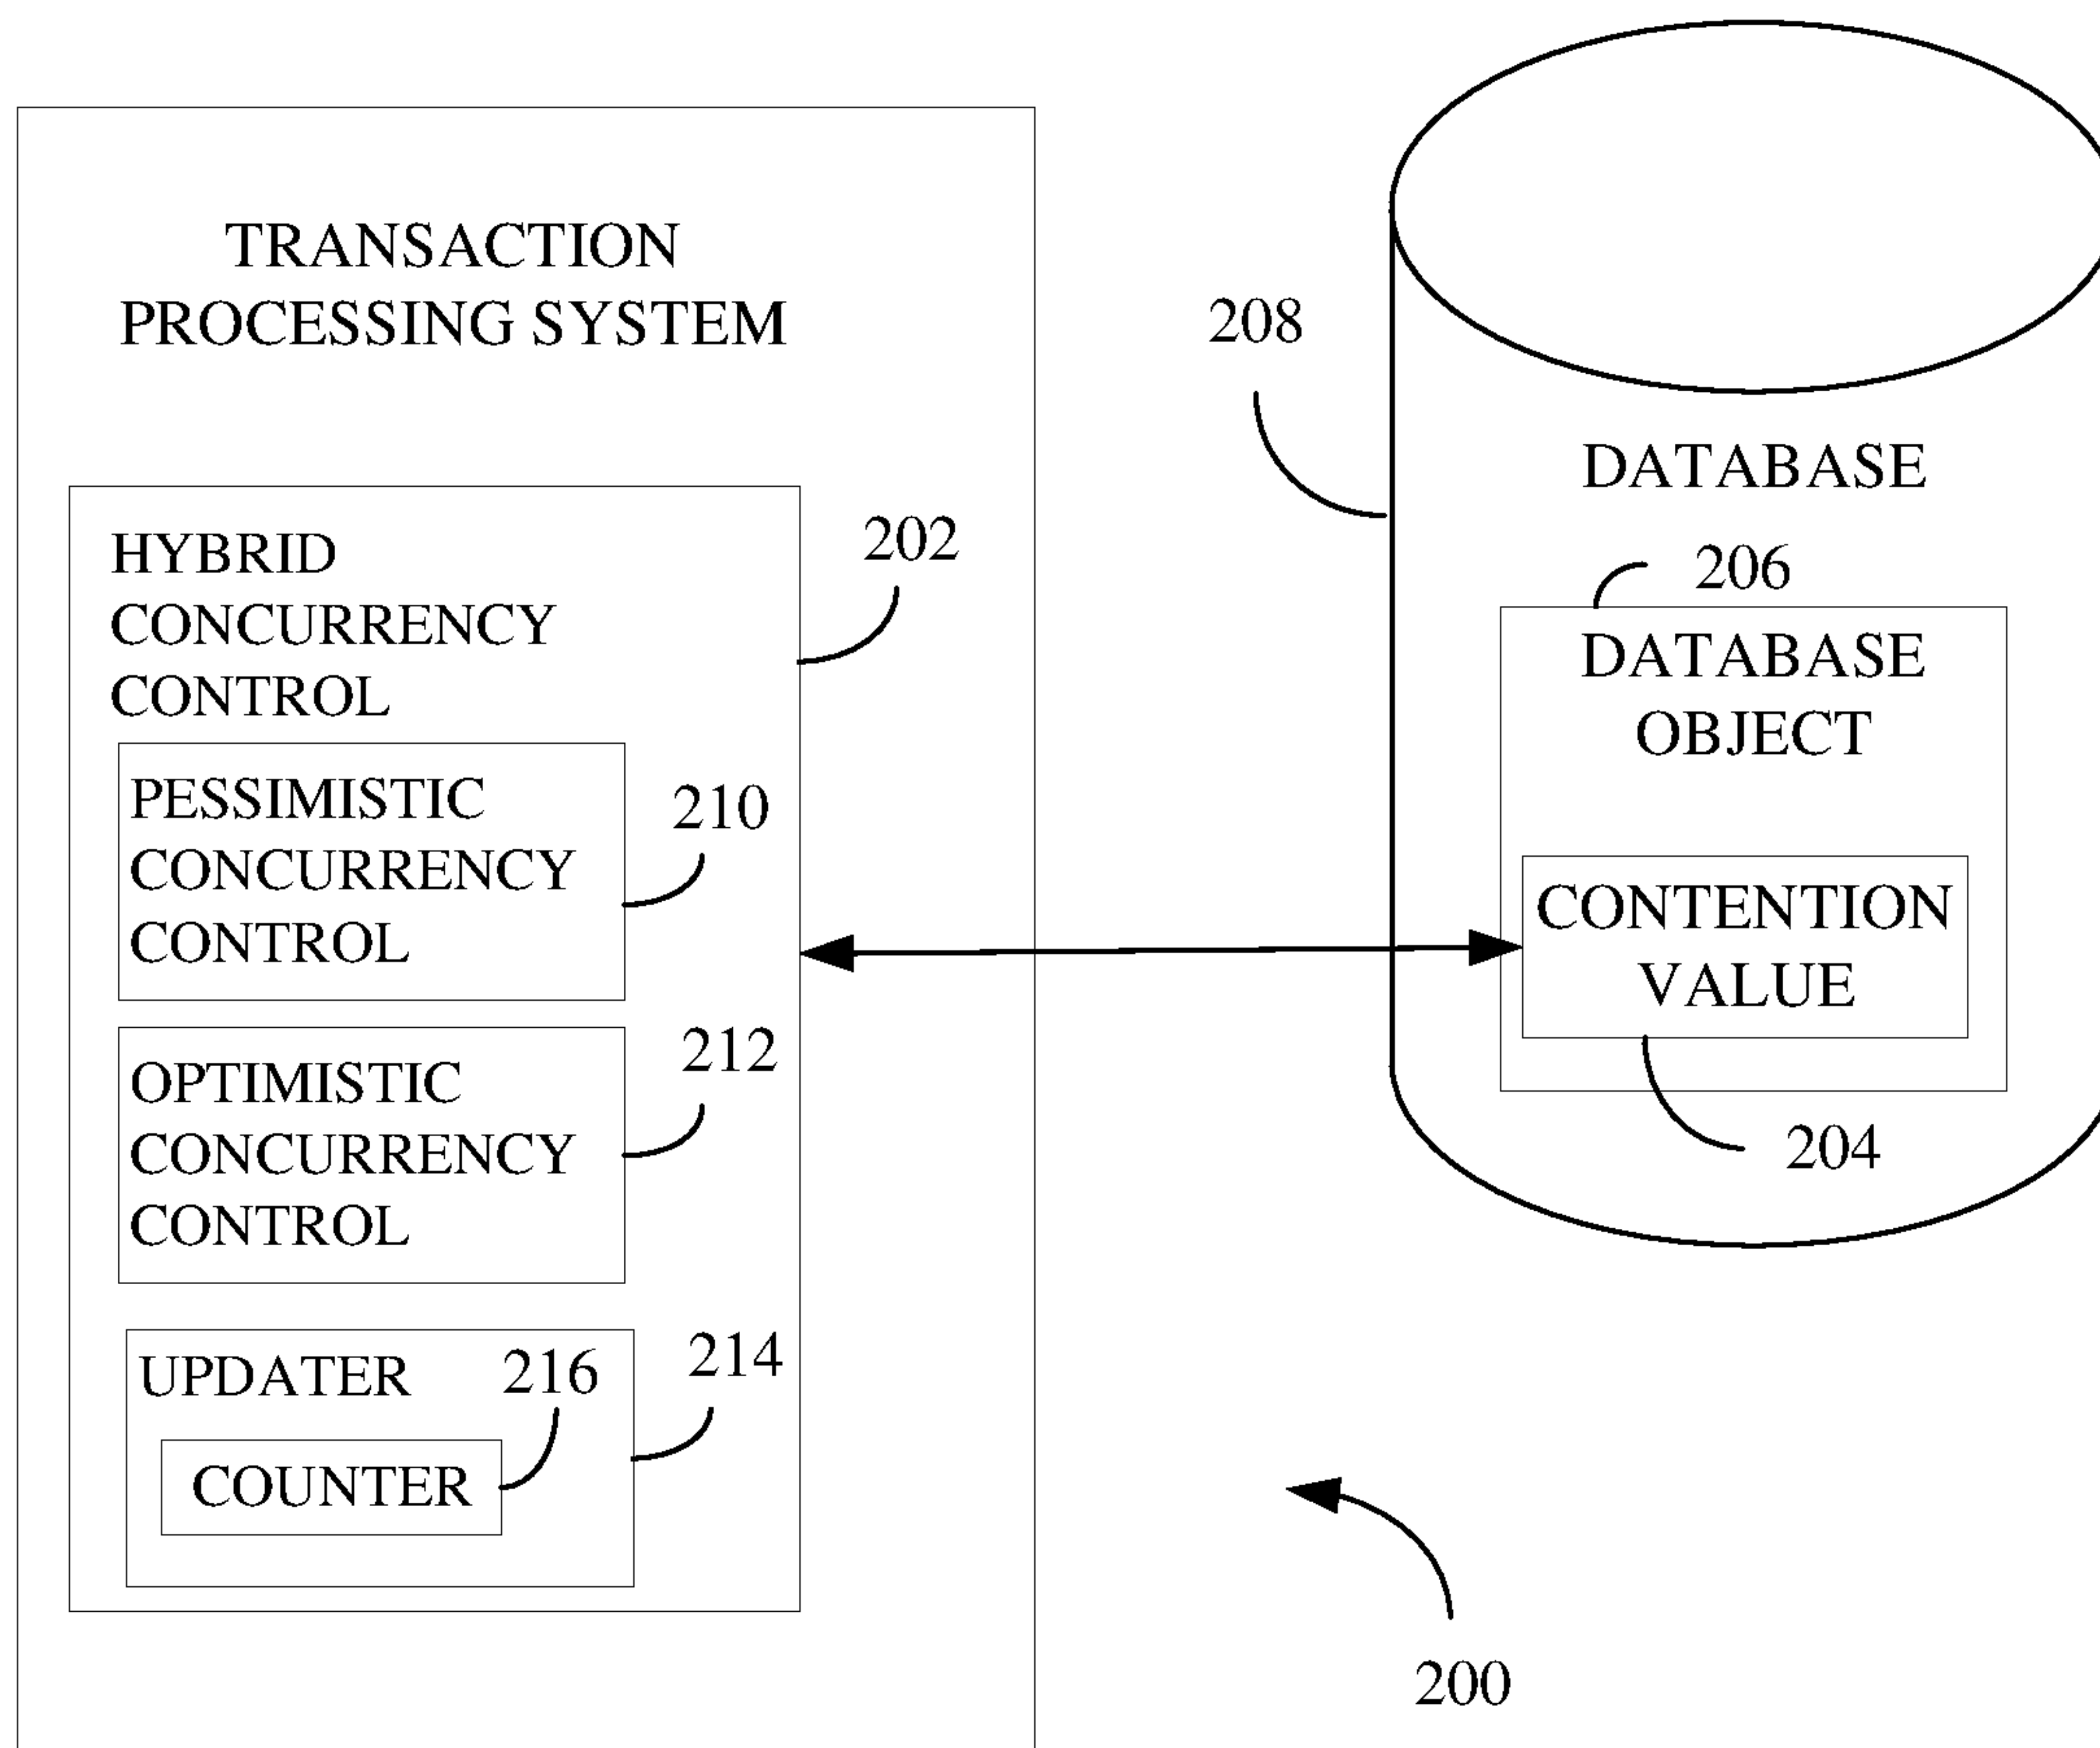 TRANSACTION
PROCESSING SYSTEM
HYBRID
CONCURRENCY
CONTROL
202
PESSIMISTIC
CONCURRENCY
CONTROL
210
OPTIMISTIC
CONCURRENCY
CONTROL
212
UPDATER
216
214
COUNTER
208
DATABASE
206
DATABASE
OBJECT
CONTENTION
VALUE
204
200